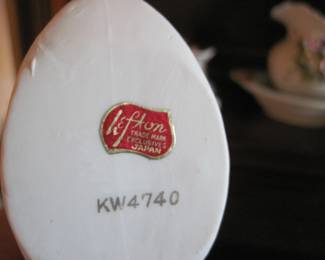 Lefton
TRADE MARK
EXCLUSIVES
JAPAN
KW4740